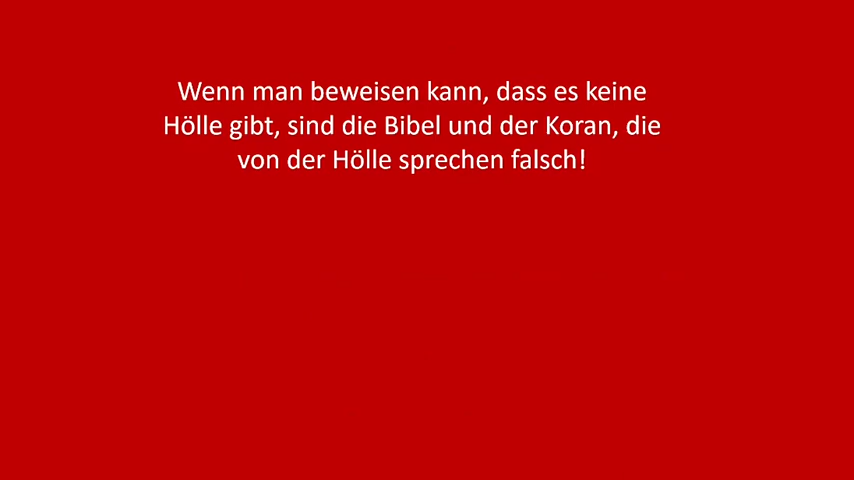 Wenn man beweisen kann, dass es keine
Hölle gibt, sind die Bibel und der Koran, die
von der Hölle sprechen falsch!